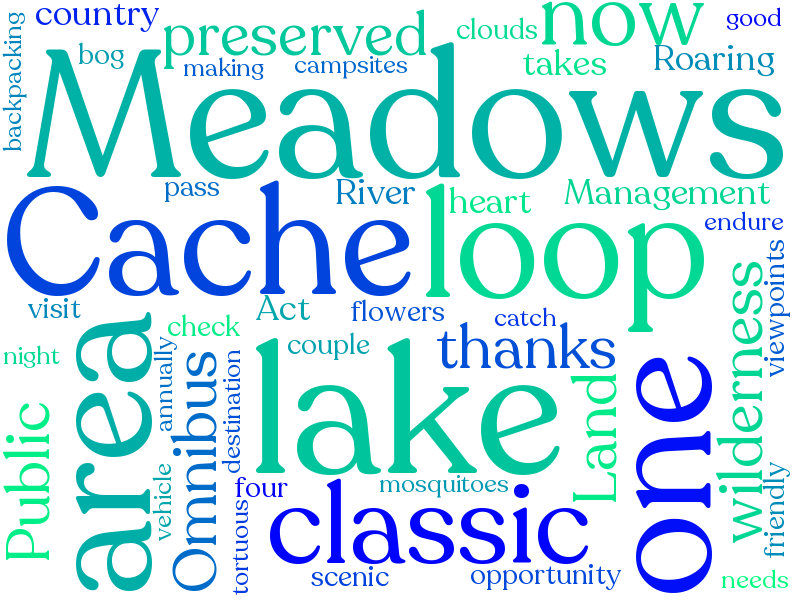 country
preserved
clouds
now
good
backpacking
bog
making
campsites
takes
Roaring
Meadows
pass
River
heart
Management
Cache
loop
endure
visit
Act
flowers
catch
viewpoints
night
check
annually
couple
thanks
area
Omnibus
destination
lake
Land
one
wilderness
Public
vehicle
four
mosquitoes
classic
friendly
tortuous
scenic
opportunity
needs